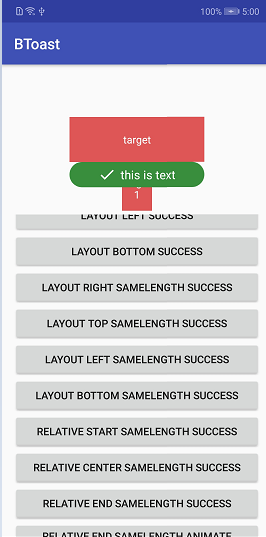 100% 5:00
BToast
target
this is text
1
LAYOUT LEFT SUCCESS
LAYOUT BOTTOM SUCCESS
LAYOUT RIGHT SAMELENGTH SUCCESS
LAYOUT TOP SAMELENGTH SUCCESS
LAYOUT LEFT SAMELENGTH SUCCESS
LAYOUT BOTTOM SAMELENGTH SUCCESS
RELATIVE START SAMELENGTH SUCCESS
RELATIVE CENTER SAMELENGTH SUCCESS
RELATIVE END SAMELENGTH SUCCESS
RELATIVE END SAMELENGTH ANIMATE